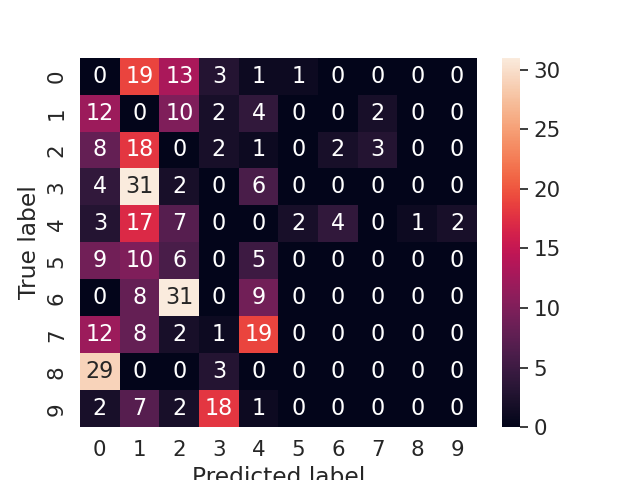 0 0 19 13 3 1 1 0 0 0 0
1 12 0 10 2 4 0 0 2 0 0
2 8 18 0 2 1 0 2 3 0 0
3 4 31 2 0 6 0 0 0 0 0
4 3 17 7 0 0 2 4 0 1 2
5 9 10 6 0 5 0 0 0 0 0
6 0 8 31 0 9 0 0 0 0 0
7 12 8 2 1 19 0 0 0 0 0
8 29 0 0 3 0 0 0 0 0 0
9 2 7 2 18 1 0 0 0 0 0
0 1 2 3 4 5 6 7 8 9
Predicted label
True label
30
25
20
15
10
5
0